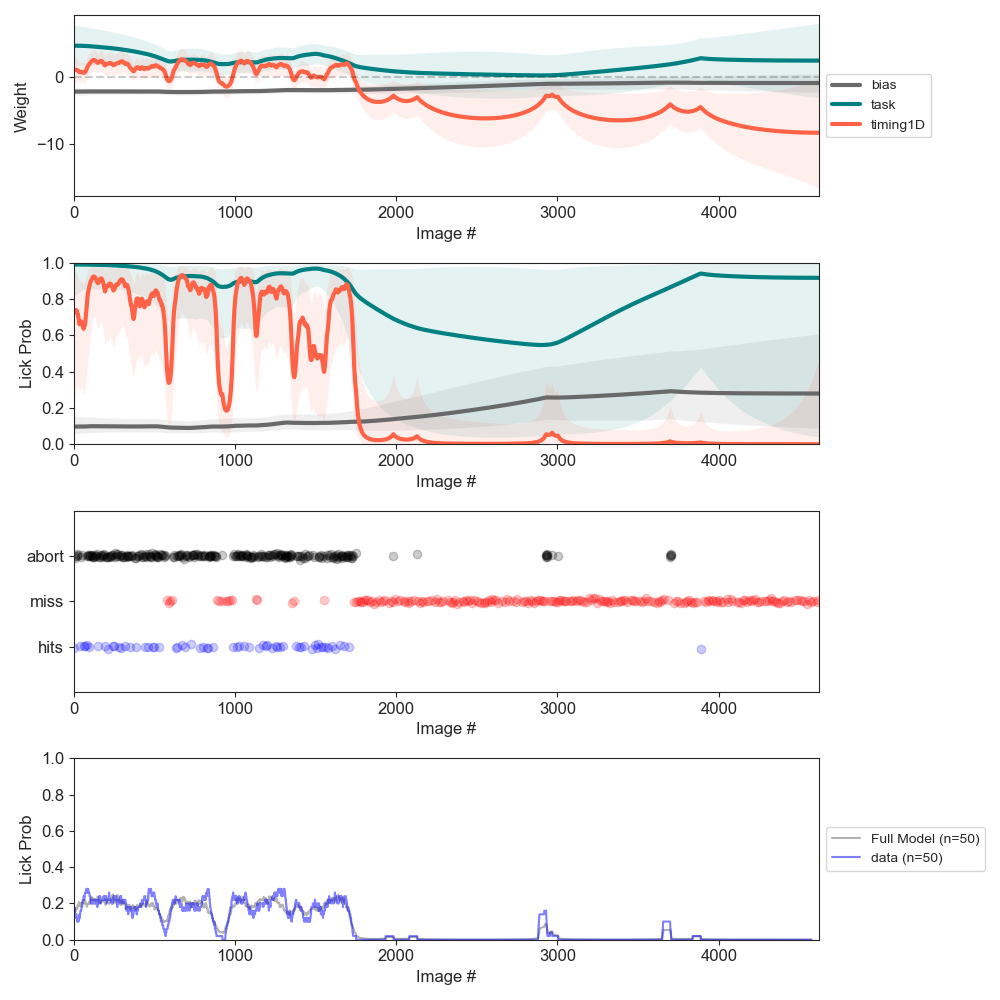 Weight
0
−10
0 1000 2000 3000 4000
Image #
bias
task
timing1D
Lick Prob
1.0
0.8
0.6
0.4
0.2
0.0
0 1000 2000 3000 4000
Image #
abort
miss
hits
0 1000 2000 3000 4000
Image #
Lick Prob
1.0
0.8
0.6
0.4
0.2
0.0
0 1000 2000 3000 4000
Image #
Full Model (n=50)
data (n=50)